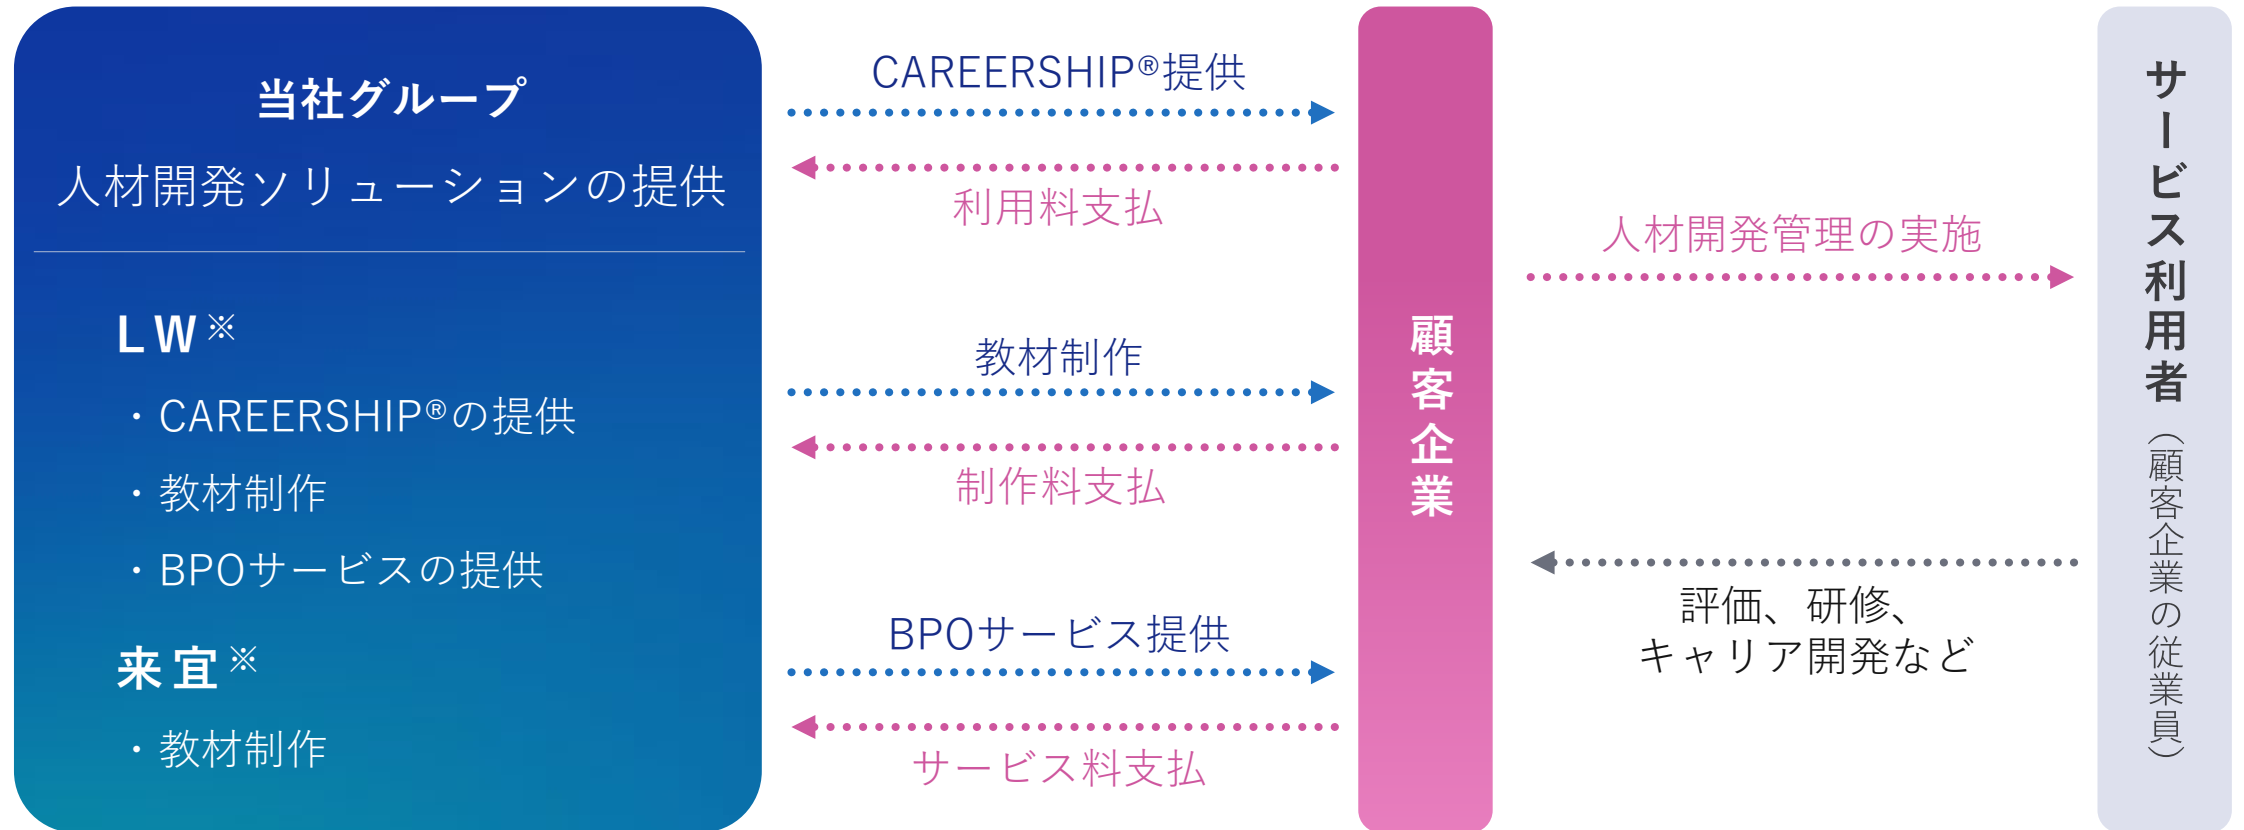 当社グループ
人材開発ソリューションの提供
LW※
・CAREERSHIP®の提供
・教材制作
・BPOサービスの提供
来宜※
・教材制作
CAREERSHIP®提供
利用料支払
教材制作
制作料支払
BPOサービス提供
サービス料支払
顧客企業
人材開発管理の実施
評価、研修、
キャリア開発など
サービス利用者（顧客企業の従業員）